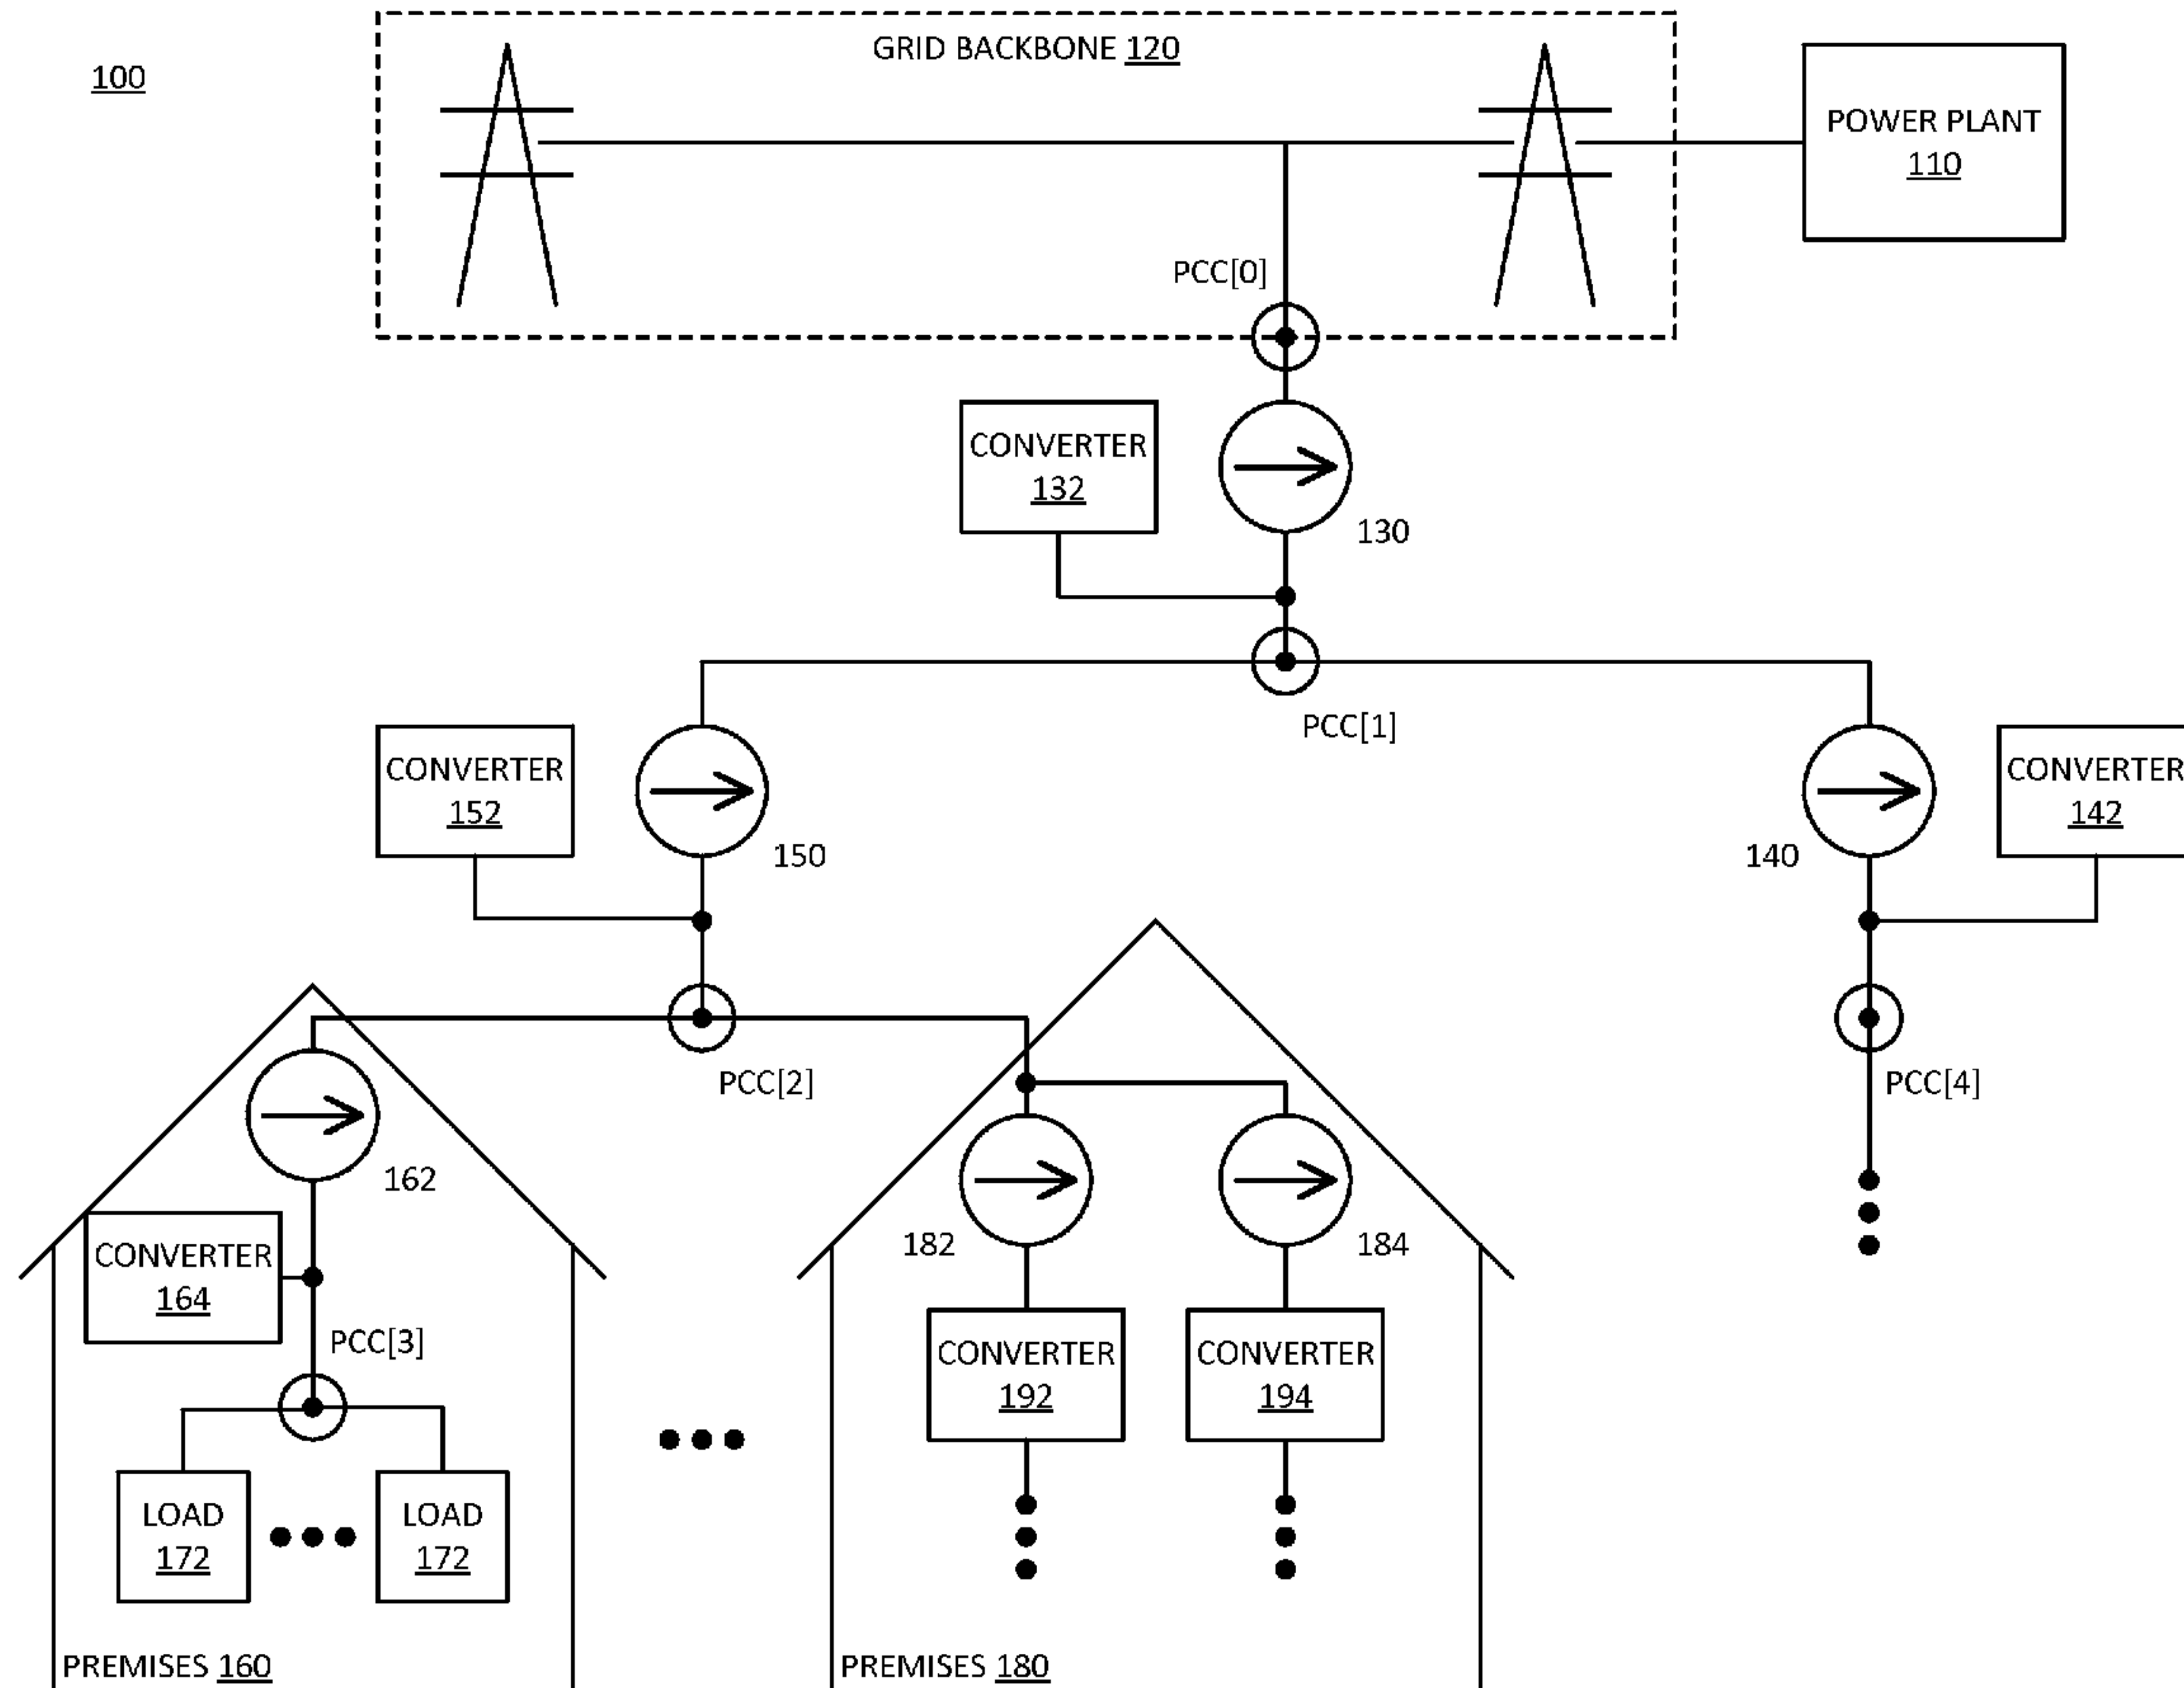 GRID BACKBONE 120
100
POWER PLANT
110
PCC[0]
CONVERTER
132
130
PCC[1]
CONVERTER
152
150
CONVERTER
142
140
PCC[2]
PCC[4]
162
182
184
CONVERTER
164
PCC[3]
CONVERTER
192
CONVERTER
194
LOAD
172
LOAD
172
PREMISES 160
PREMISES 180